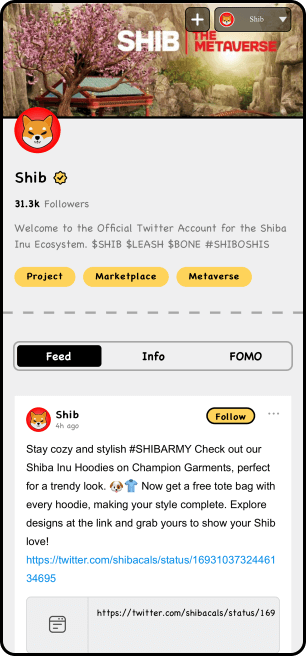 Shib
SHIB | THE
METAVERSE
Shib
31.3k Followers
Welcome to the Official Twitter Account for the Shiba
Inu Ecosystem. $SHIB $LEASH $BONE #SHIBOSHIS
Project Marketplace Metaverse
Feed Info FOMO
Shib
4h ago
Follow
Stay cozy and stylish #SHIBARMY Check out our
Shiba Inu Hoodies on Champion Garments, perfect
for a trendy look. 🐶👕 Now get a free tote bag with
every hoodie, making your style complete. Explore
designs at the link and grab yours to show your Shib
love!
https://twitter.com/shibacals/status/16931037324461
34695
https://twitter.com/shibacals/status/169